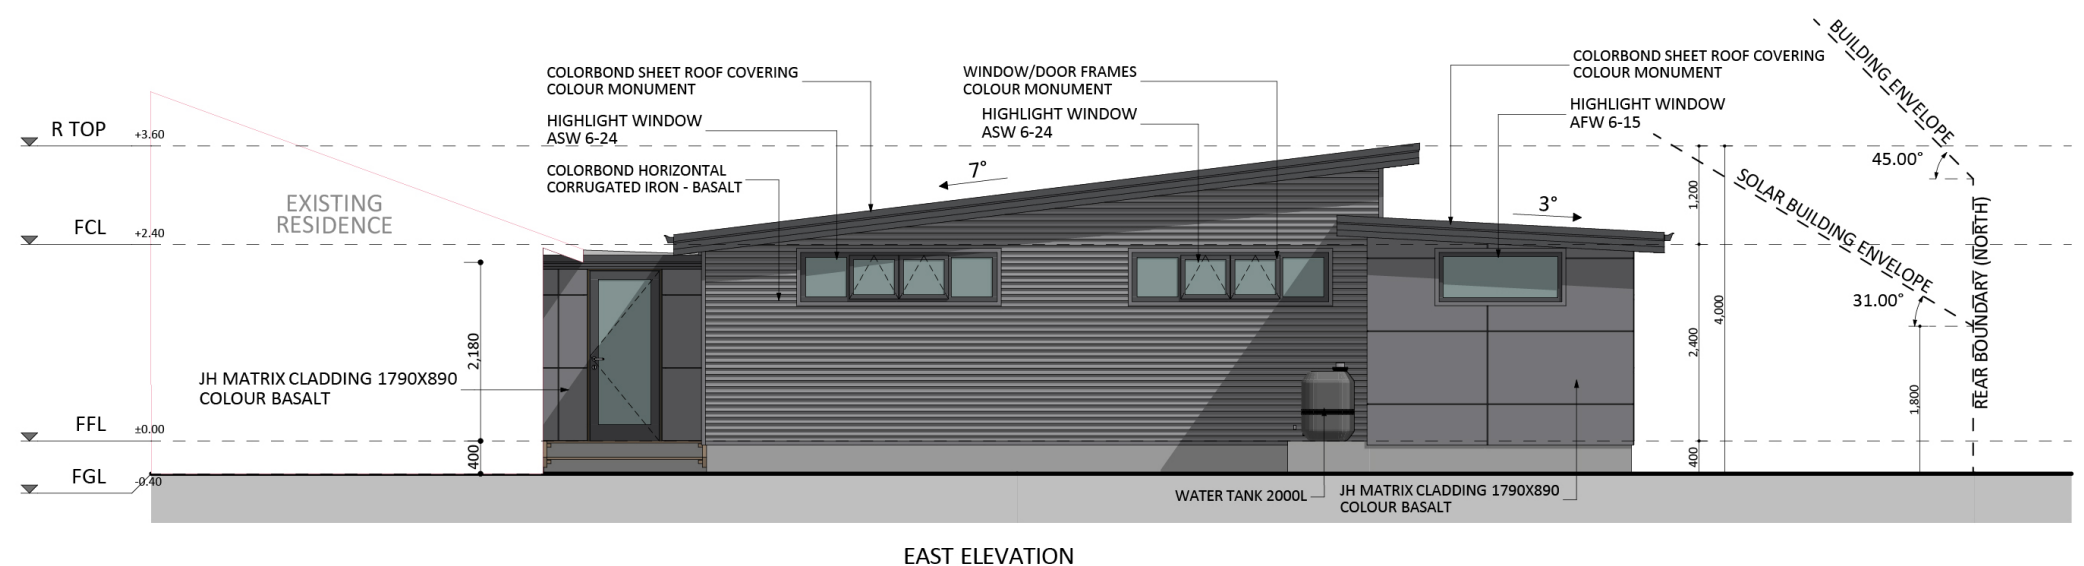 R TOP
+3.60
FCL
+2.40
FFL
±0.00
FGL
-0.40
EXISTING
RESIDENCE
JH MATRIX CLADDING 1790X890
COLOUR BASALT
2,180
400
COLORBOND SHEET ROOF COVERING
COLOUR MONUMENT
HIGHLIGHT WINDOW
ASW 6-24
COLORBOND HORIZONTAL
CORRUGATED IRON - BASALT
7°
WINDOW/DOOR FRAMES
COLOUR MONUMENT
HIGHLIGHT WINDOW
ASW 6-24
COLORBOND SHEET ROOF COVERING
COLOUR MONUMENT
HIGHLIGHT WINDOW
AFW 6-15
3°
WATER TANK 2000L
JH MATRIX CLADDING 1790X890
COLOUR BASALT
1,200
2,400
400
4,000
BUILDING ENVELOPE
45.00°
SOLAR BUILDING ENVELOPE
31.00°
1,800
REAR BOUNDARY (NORTH)
EAST ELEVATION